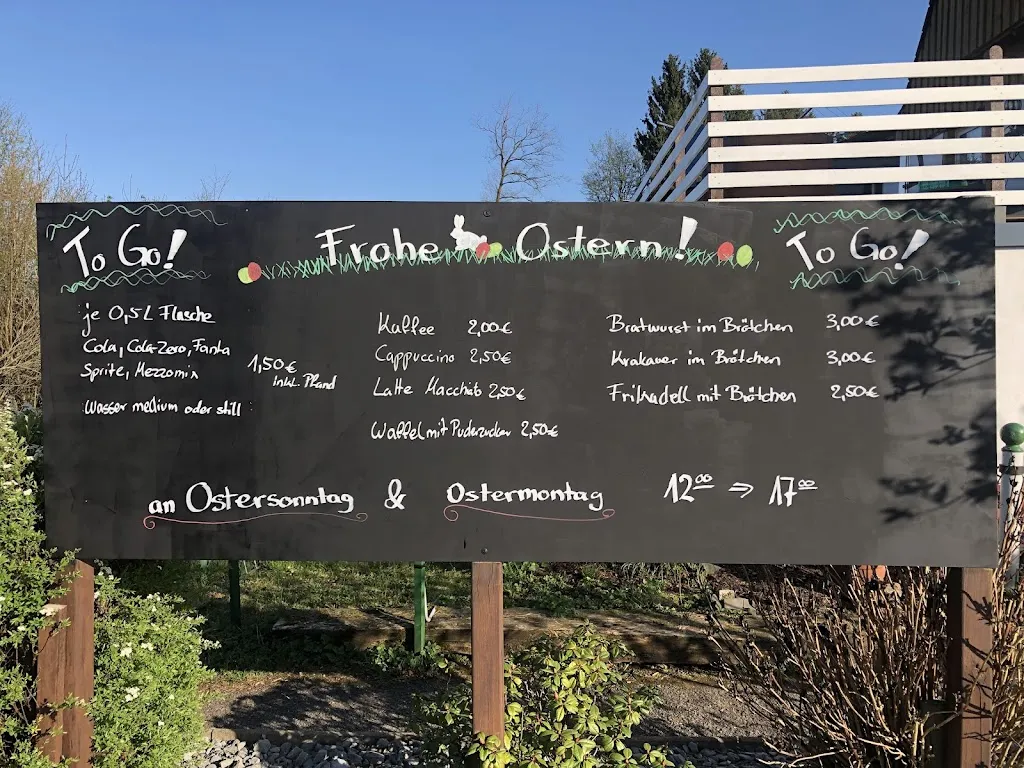 To Go!
Frohe Ostern!
To Go!
je 0,5L Flasche
Cola, Cola-Zero, Fanta
Sprite, Mezzomix
1,50€
Inkl. Pfand
Wasser medium oder still
Kaffee 2,00€
Cappuccino 2,50€
Latte Macchiato 2,50€
Waffel mit Puderzucker 2,50€
Bratwurst im Brötchen 3,00€
Krakauer im Brötchen 3,00€
Frikadell mit Brötchen 2,50€
an Ostersonntag & Ostermontag 12⁰⁰ ⇒ 17⁰⁰